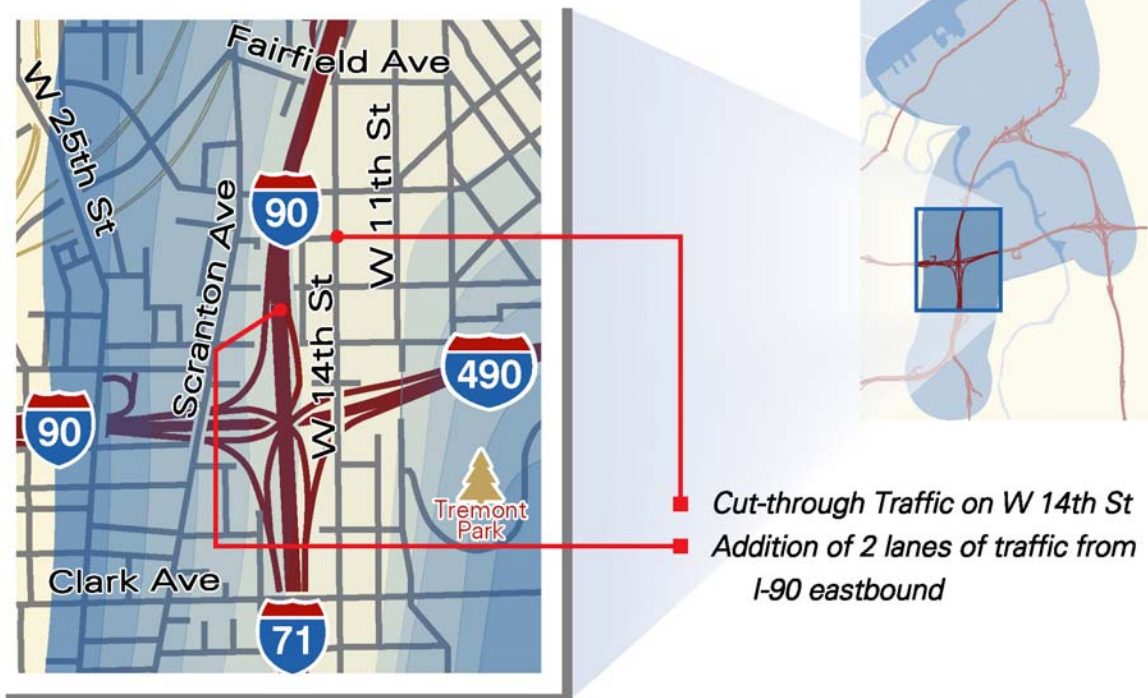 Fairfield Ave
W 25th St
W 11th St
90
Scranton Ave
W 14th St
490
90
Tremont
Park
Clark Ave
71
Cut-through Traffic on W 14th St
Addition of 2 lanes of traffic from
I-90 eastbound